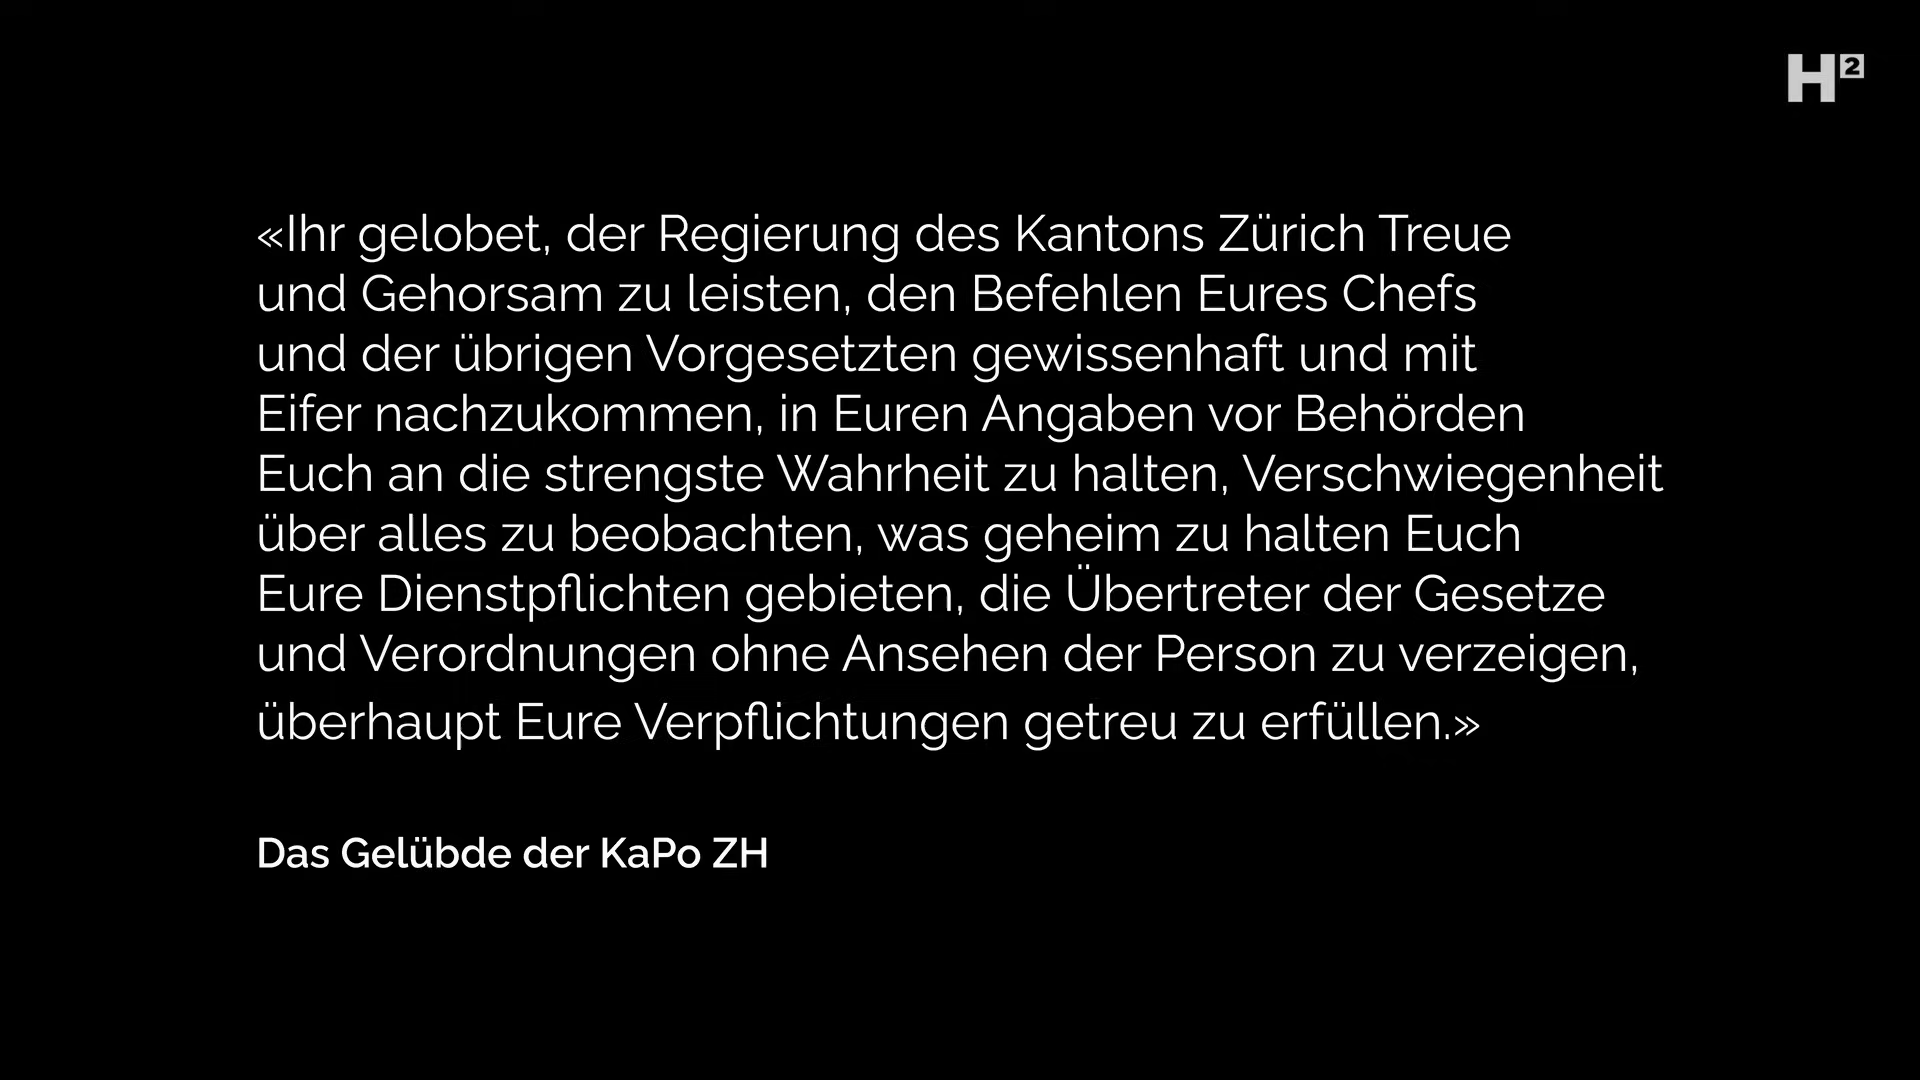 H²
«Ihr gelobet, der Regierung des Kantons Zürich Treue
und Gehorsam zu leisten, den Befehlen Eures Chefs
und der übrigen Vorgesetzten gewissenhaft und mit
Eifer nachzukommen, in Euren Angaben vor Behörden
Euch an die strengste Wahrheit zu halten, Verschwiegenheit
über alles zu beobachten, was geheim zu halten Euch
Eure Dienstpflichten gebieten, die Übertreter der Gesetze
und Verordnungen ohne Ansehen der Person zu verzeigen,
überhaupt Eure Verpflichtungen getreu zu erfüllen.»
Das Gelübde der KaPo ZH